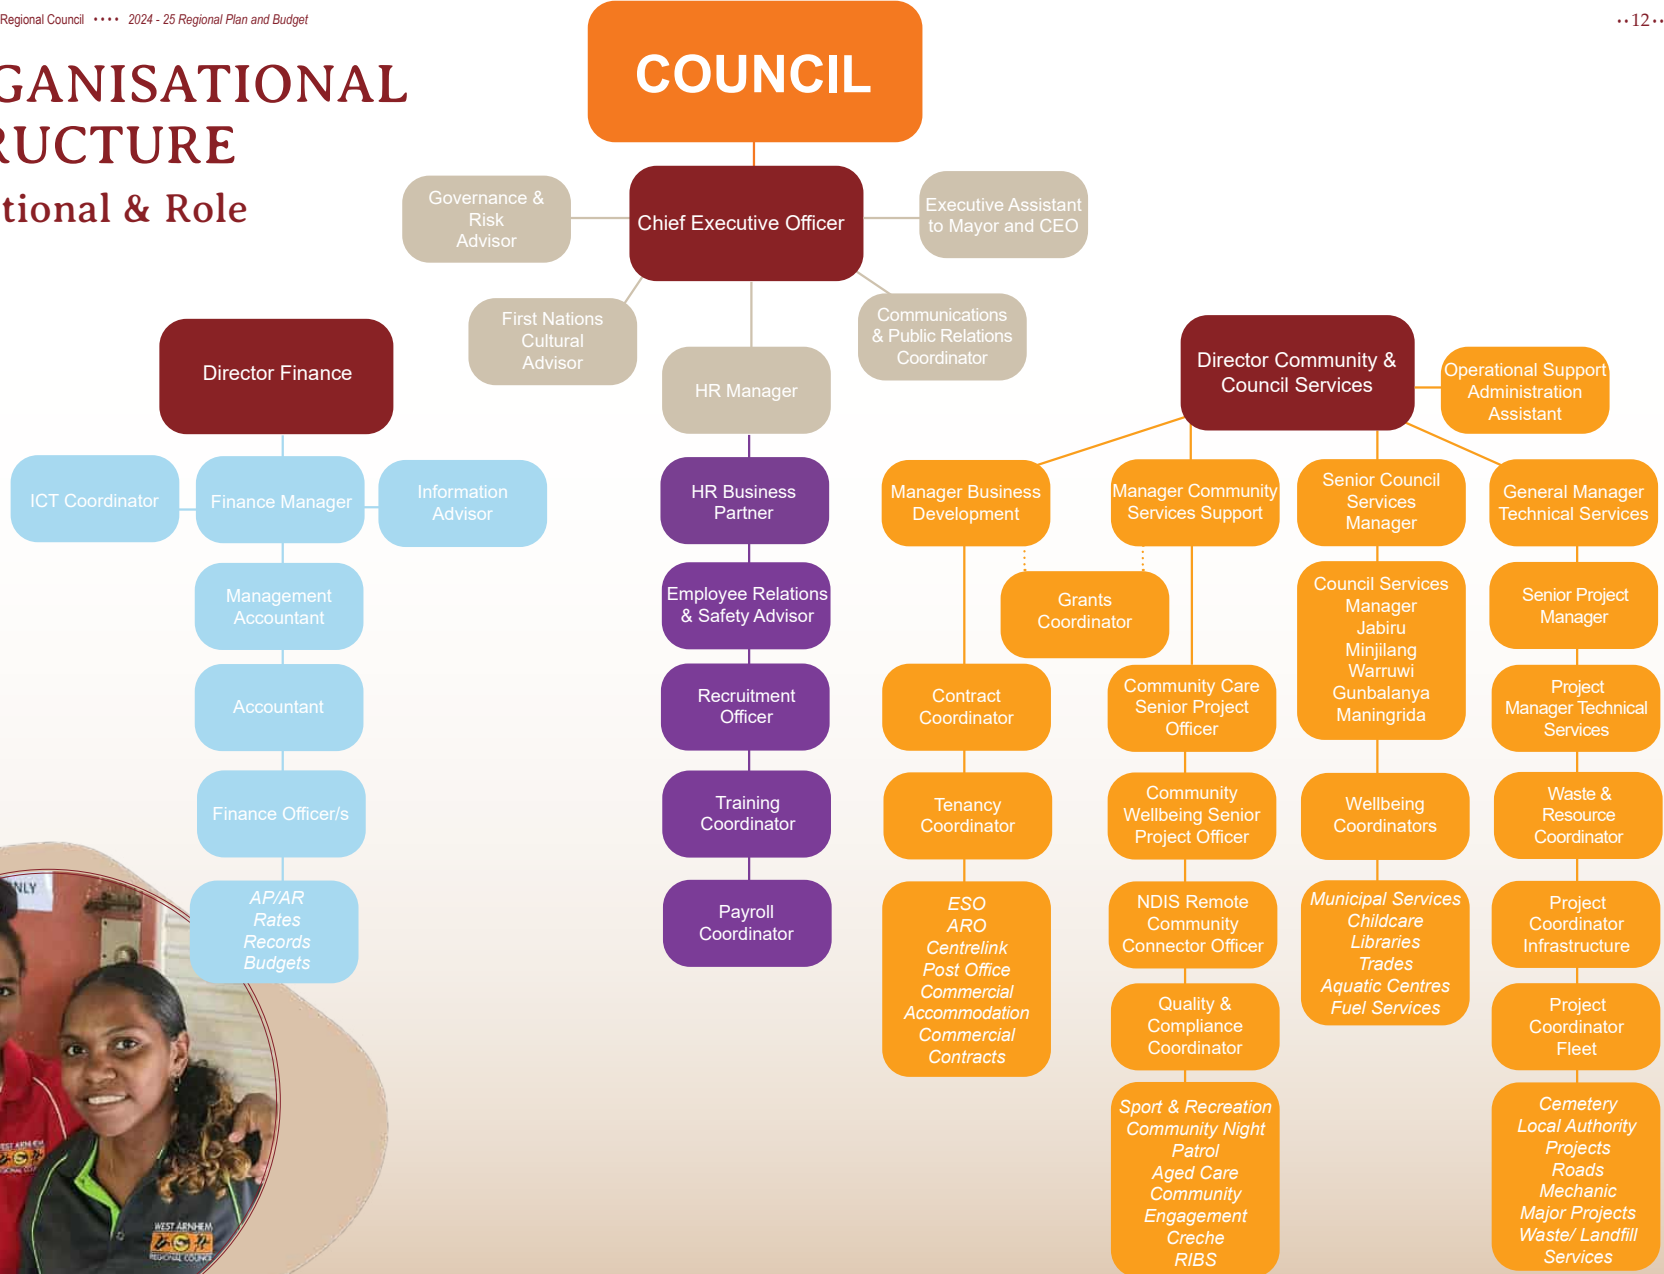 Regional Council •••• 2024 - 25 Regional Plan and Budget
••12••
GANISATIONAL
RUCTURE
tional & Role
COUNCIL
Chief Executive Officer
Governance &
Risk
Advisor
Executive Assistant
to Mayor and CEO
First Nations
Cultural
Advisor
Communications
& Public Relations
Coordinator
HR Manager
Director Finance
ICT Coordinator
Finance Manager
Information
Advisor
Management
Accountant
Accountant
Finance Officer/s
AP/AR
Rates
Records
Budgets
HR Business
Partner
Employee Relations
& Safety Advisor
Recruitment
Officer
Training
Coordinator
Payroll
Coordinator
Director Community &
Council Services
Operational Support
Administration
Assistant
Manager Business
Development
Manager Community
Services Support
Grants
Coordinator
Contract
Coordinator
Tenancy
Coordinator
ESO
ARO
Centrelink
Post Office
Commercial
Accommodation
Commercial
Contracts
Community Care
Senior Project
Officer
Community
Wellbeing Senior
Project Officer
NDIS Remote
Community
Connector Officer
Quality &
Compliance
Coordinator
Sport & Recreation
Community Night
Patrol
Aged Care
Community
Engagement
Creche
RIBS
Senior Council
Services
Manager
Council Services
Manager
Jabiru
Minjilang
Warruwi
Gunbalanya
Maningrida
Wellbeing
Coordinators
Municipal Services
Childcare
Libraries
Trades
Aquatic Centres
Fuel Services
General Manager
Technical Services
Senior Project
Manager
Project
Manager Technical
Services
Waste &
Resource
Coordinator
Project
Coordinator
Infrastructure
Project
Coordinator
Fleet
Cemetery
Local Authority
Projects
Roads
Mechanic
Major Projects
Waste/ Landfill
Services
NLY
WEST ARNHEM
REGIONAL COUNCIL